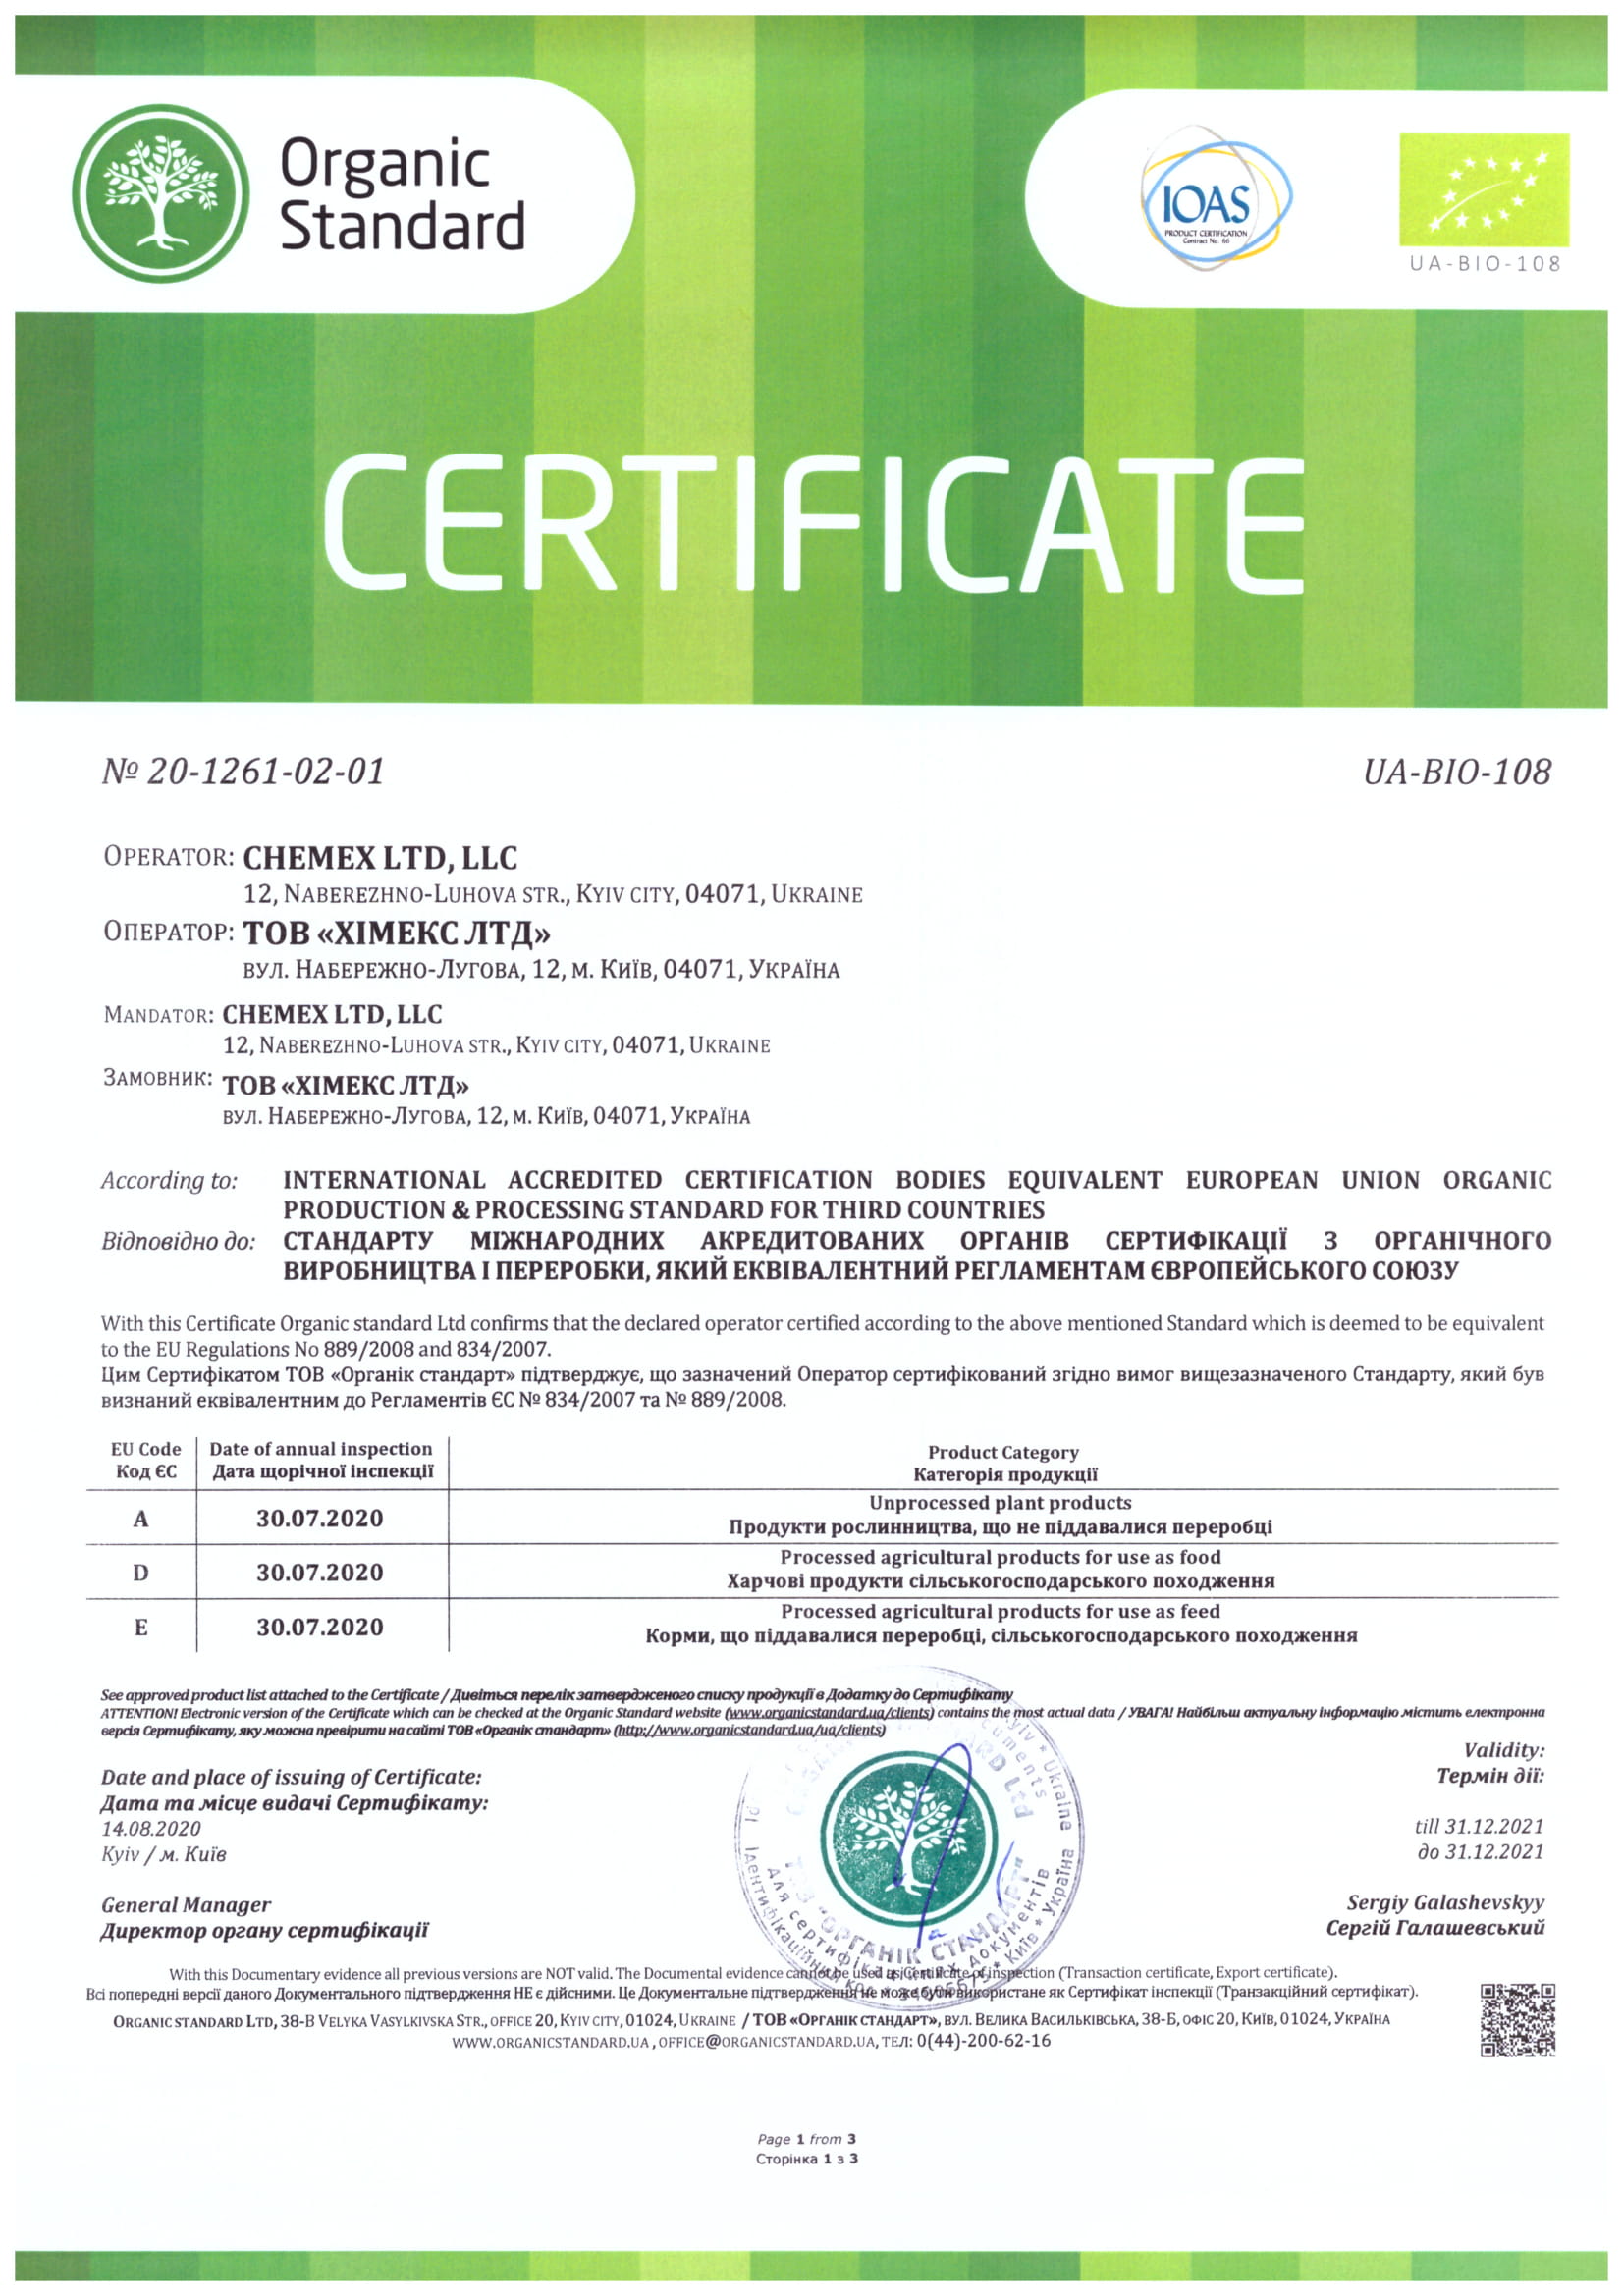 Organic
Standard
IOAS
PRODUCT CERTIFICATION
Contract No. 66
UA-BIO-108
CERTIFICATE
№ 20-1261-02-01
UA-BIO-108
OPERATOR: CHEMEX LTD, LLC
12, NABEREZHNO-LUHOVA STR., KYIV CITY, 04071, UKRAINE
ОПЕРАТОР: ТОВ «ХІМЕКС ЛТД»
ВУЛ. НАБЕРЕЖНО-ЛУГОВА, 12, М. КИЇВ, 04071, УКРАЇНА
MANDATOR: CHEMEX LTD, LLC
12, NABEREZHNO-LUHOVA STR., KYIV CITY, 04071, UKRAINE
ЗАМОВНИК: ТОВ «ХІМЕКС ЛТД»
ВУЛ. НАБЕРЕЖНО-ЛУГОВА, 12, М. КИЇВ, 04071, УКРАЇНА
According to: INTERNATIONAL ACCREDITED CERTIFICATION BODIES EQUIVALENT EUROPEAN UNION ORGANIC
PRODUCTION & PROCESSING STANDARD FOR THIRD COUNTRIES
Відповідно до: СТАНДАРТУ МІЖНАРОДНИХ АКРЕДИТОВАНИХ ОРГАНІВ СЕРТИФІКАЦІЇ З ОРГАНІЧНОГО
ВИРОБНИЦТВА І ПЕРЕРОБКИ, ЯКИЙ ЕКВІВАЛЕНТНИЙ РЕГЛАМЕНТАМ ЄВРОПЕЙСЬКОГО СОЮЗУ
With this Certificate Organic standard Ltd confirms that the declared operator certified according to the above mentioned Standard which is deemed to be equivalent
to the EU Regulations No 889/2008 and 834/2007.
Цим Сертифікатом ТОВ «Органік стандарт» підтверджує, що зазначений Оператор сертифікований згідно вимог вищезазначеного Стандарту, який був
визнаний еквівалентним до Регламентів ЄС № 834/2007 та № 889/2008.
EU Code Date of annual inspection Product Category
Код ЄС Дата щорічної інспекції Категорія продукції
A 30.07.2020 Unprocessed plant products
Продукти рослинництва, що не піддавалися переробці
D 30.07.2020 Processed agricultural products for use as food
Харчові продукти сільськогосподарського походження
E 30.07.2020 Processed agricultural products for use as feed
Корми, що піддавалися переробці, сільськогосподарського походження
See approved product list attached to the Certificate / Дивіться перелік затвердженого списку продукції в Додатку до Сертифікату
ATTENTION! Electronic version of the Certificate which can be checked at the Organic Standard website (www.organicstandard.ua/clients) contains the most actual data / УВАГА! Найбільш актуальну інформацію містить електронна
версія Сертифікату, яку можна превірити на сайті ТОВ «Органік стандарт» (http://www.organicstandard.ua/ua/clients)
Validity:
Термін дії:
Date and place of issuing of Certificate:
Дата та місце видачі Сертифікату:
14.08.2020
Kyiv / м. Київ
till 31.12.2021
до 31.12.2021
General Manager
Директор органу сертифікації
Sergiy Galashevskyy
Сергій Галашевський
With this Documentary evidence all previous versions are NOT valid. The Documental evidence cannot be used as Certificate of inspection (Transaction certificate, Export certificate).
Всі попередні версії даного Документального підтвердження НЕ є дійсними. Це Документальне підтвердження не може бути використане як Сертифікат інспекції (Транзакційний сертифікат).
ORGANIC STANDARD LTD, 38-B VELYKA VASYLKIVSKA STR., OFFICE 20, KYIV CITY, 01024, UKRAINE / ТОВ «ОРГАНІК СТАНДАРТ», ВУЛ. ВЕЛИКА ВАСИЛЬКІВСЬКА, 38-Б, ОФІС 20, КИЇВ, 01024, УКРАЇНА
WWW.ORGANICSTANDARD.UA , OFFICE@ORGANICSTANDARD.UA, ТЕЛ: 0(44)-200-62-16
Page 1 from 3
Сторінка 1 з 3